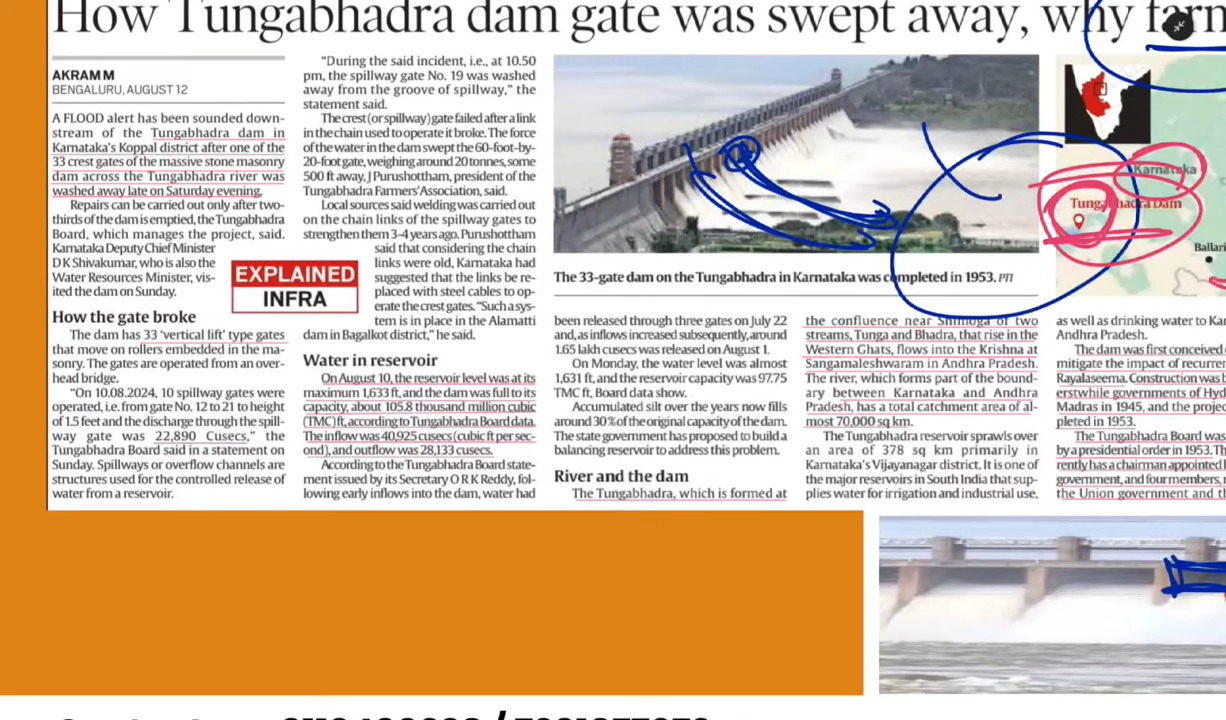 How Tungabhadra dam gate was swept away, why farm
AKRAM M
BENGALURU, AUGUST 12
A FLOOD alert has been sounded down-
stream of the Tungabhadra dam in
Karnataka's Koppal district after one of the
33 crest gates of the massive stone masonry
dam across the Tungabhadra river was
washed away late on Saturday evening.
Repairs can be carried out only after two-
thirds of the dam is emptied, the Tungabhadra
Board, which manages the project, said.
Karnataka Deputy Chief Minister
D K Shivakumar, who is also the
Water Resources Minister, vis-
ited the dam on Sunday.
EXPLAINED
INFRA
How the gate broke
The dam has 33 'vertical lift' type gates
that move on rollers embedded in the ma-
sonry. The gates are operated from an over-
head bridge.
"On 10.08.2024, 10 spillway gates were
operated, i.e. from gate No. 12 to 21 to height
of 1.5 feet and the discharge through the spill-
way gate was 22,890 Cusecs," the
Tungabhadra Board said in a statement on
Sunday. Spillways or overflow channels are
structures used for the controlled release of
water from a reservoir.
"During the said incident, i.e., at 10.50
pm, the spillway gate No. 19 was washed
away from the groove of spillway," the
statement said.
The crest (or spillway) gate failed after a link
in the chain used to operate it broke. The force
of the water in the dam swept the 60-foot-by-
20-foot gate, weighing around 20 tonnes, some
500 ft away, J Purushottham, president of the
Tungabhadra Farmers' Association, said.
Local sources said welding was carried out
on the chain links of the spillway gates to
strengthen them 3-4 years ago. Purushottham
said that considering the chain
links were old, Karnataka had
suggested that the links be re-
placed with steel cables to op-
erate the crest gates. "Such a sys-
tem is in place in the Alamatti
dam in Bagalkot district," he said.
Water in reservoir
On August 10, the reservoir level was at its
maximum 1,633 ft, and the dam was full to its
capacity, about 105.8 thousand million cubic
(TMC) ft, according to Tungabhadra Board data.
The inflow was 40,925 cusecs (cubic ft per sec-
ond), and outflow was 28,133 cusecs.
According to the Tungabhadra Board state-
ment issued by its Secretary O R K Reddy, fol-
lowing early inflows into the dam, water had
The 33-gate dam on the Tungabhadra in Karnataka was completed in 1953. PTI
been released through three gates on July 22
and, as inflows increased subsequently, around
1.65 lakh cusecs was released on August 1.
On Monday, the water level was almost
1,631 ft, and the reservoir capacity was 97.75
TMC ft, Board data show.
Accumulated silt over the years now fills
around 30% of the original capacity of the dam.
The state government has proposed to build a
balancing reservoir to address this problem.
River and the dam
The Tungabhadra, which is formed at
the confluence near Shimoga of two
streams, Tunga and Bhadra, that rise in the
Western Ghats, flows into the Krishna at
Sangamaleshwaram in Andhra Pradesh.
The river, which forms part of the bound-
ary between Karnataka and Andhra
Pradesh, has a total catchment area of al-
most 70,000 sq km.
The Tungabhadra reservoir sprawls over
an area of 378 sq km primarily in
Karnataka's Vijayanagar district. It is one of
the major reservoirs in South India that sup-
plies water for irrigation and industrial use,
Karnataka
Tungabhadra Dam
Ballari
as well as drinking water to Kar
Andhra Pradesh.
The dam was first conceived
mitigate the impact of recurren
Rayalaseema. Construction was b
erstwhile governments of Hyd
Madras in 1945, and the projec
pleted in 1953.
The Tungabhadra Board was
by a presidential order in 1953. Th
rently has a chairman appointed
government, and four members,
the Union government and th